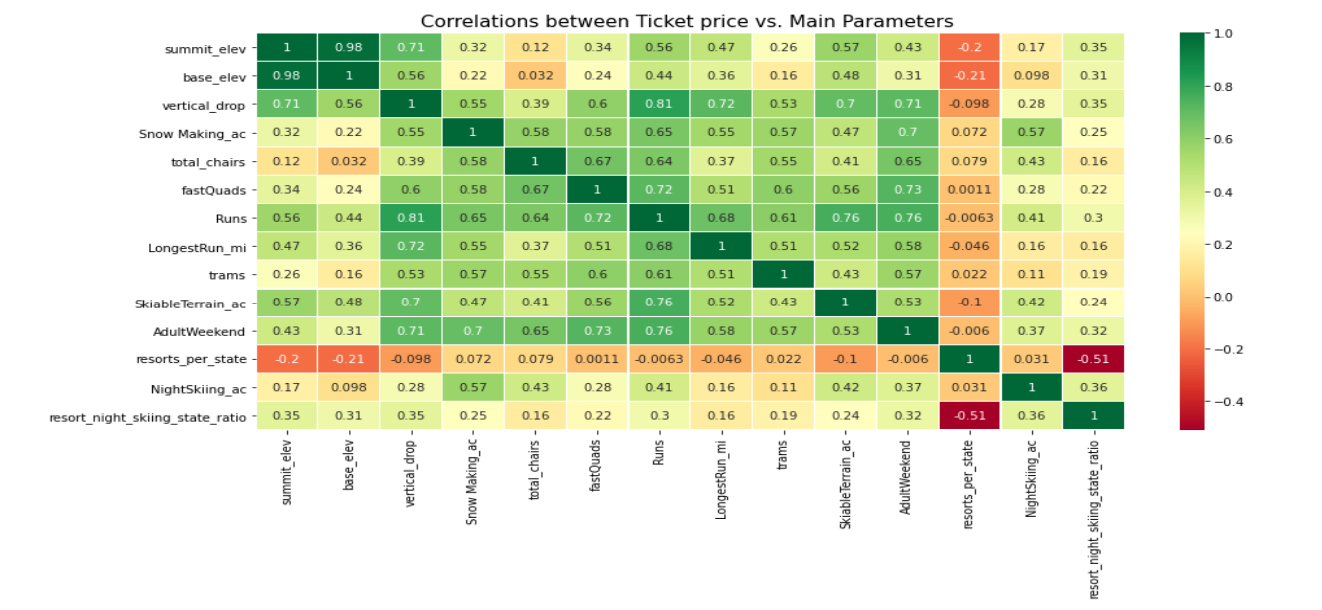 Correlations between Ticket price vs. Main Parameters
summit_elev 1 0.98 0.71 0.32 0.12 0.34 0.56 0.47 0.26 0.57 0.43 -0.2 0.17 0.35
base_elev 0.98 1 0.56 0.22 0.032 0.24 0.44 0.36 0.16 0.48 0.31 -0.21 0.098 0.31
vertical_drop 0.71 0.56 1 0.55 0.39 0.6 0.81 0.72 0.53 0.7 0.71 -0.098 0.28 0.35
Snow Making_ac 0.32 0.22 0.55 1 0.58 0.58 0.65 0.55 0.57 0.47 0.7 0.072 0.57 0.25
total_chairs 0.12 0.032 0.39 0.58 1 0.67 0.64 0.37 0.55 0.41 0.65 0.079 0.43 0.16
fastQuads 0.34 0.24 0.6 0.58 0.67 1 0.72 0.51 0.6 0.56 0.73 0.0011 0.28 0.22
Runs 0.56 0.44 0.81 0.65 0.64 0.72 1 0.68 0.61 0.76 0.76 -0.0063 0.41 0.3
LongestRun_mi 0.47 0.36 0.72 0.55 0.37 0.51 0.68 1 0.51 0.52 0.58 -0.046 0.16 0.16
trams 0.26 0.16 0.53 0.57 0.55 0.6 0.61 0.51 1 0.43 0.57 0.022 0.11 0.19
SkiableTerrain_ac 0.57 0.48 0.7 0.47 0.41 0.56 0.76 0.52 0.43 1 0.53 -0.1 0.42 0.24
AdultWeekend 0.43 0.31 0.71 0.7 0.65 0.73 0.76 0.58 0.57 0.53 1 -0.006 0.37 0.32
resorts_per_state -0.2 -0.21 -0.098 0.072 0.079 0.0011 -0.0063 -0.046 0.022 -0.1 -0.006 1 0.031 -0.51
NightSkiing_ac 0.17 0.098 0.28 0.57 0.43 0.28 0.41 0.16 0.11 0.42 0.37 0.031 1 0.36
resort_night_skiing_state_ratio 0.35 0.31 0.35 0.25 0.16 0.22 0.3 0.16 0.19 0.24 0.32 -0.51 0.36 1
summit_elev
base_elev
vertical_drop
Snow Making_ac
total_chairs
fastQuads
Runs
LongestRun_mi
trams
SkiableTerrain_ac
AdultWeekend
resorts_per_state
NightSkiing_ac
resort_night_skiing_state_ratio
1.0
0.8
0.6
0.4
0.2
0.0
−0.2
−0.4